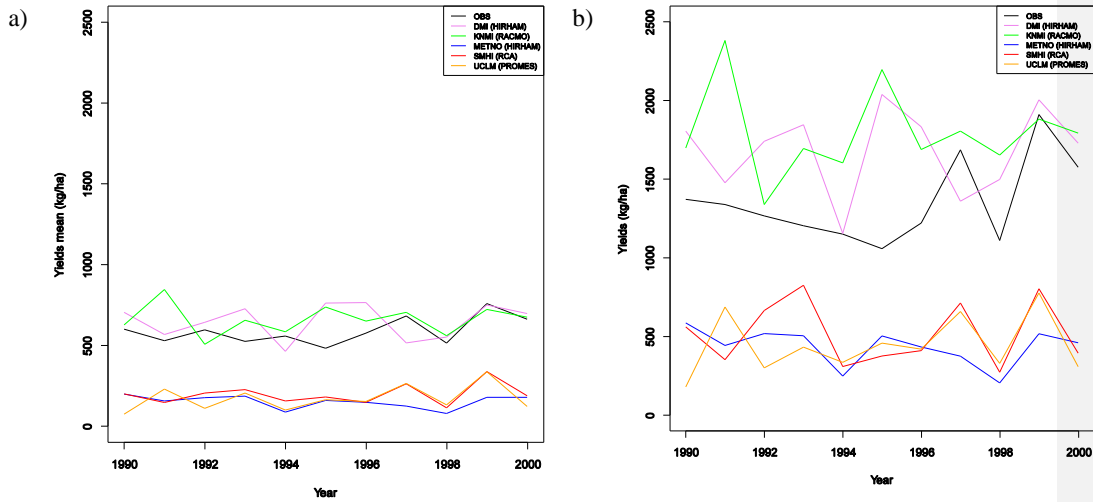 a)
OBS
DMI (HIRHAM)
KNMI (RACMO)
METNO (HIRHAM)
SMHI (RCA)
UCLM (PROMES)
Yields mean (kg/ha)
2500
2000
1500
1000
500
0
1990
1992
1994
1996
1998
2000
Year
b)
OBS
DMI (HIRHAM)
KNMI (RACMO)
METNO (HIRHAM)
SMHI (RCA)
UCLM (PROMES)
Yields (kg/ha)
2500
2000
1500
1000
500
0
1990
1992
1994
1996
1998
2000
Year